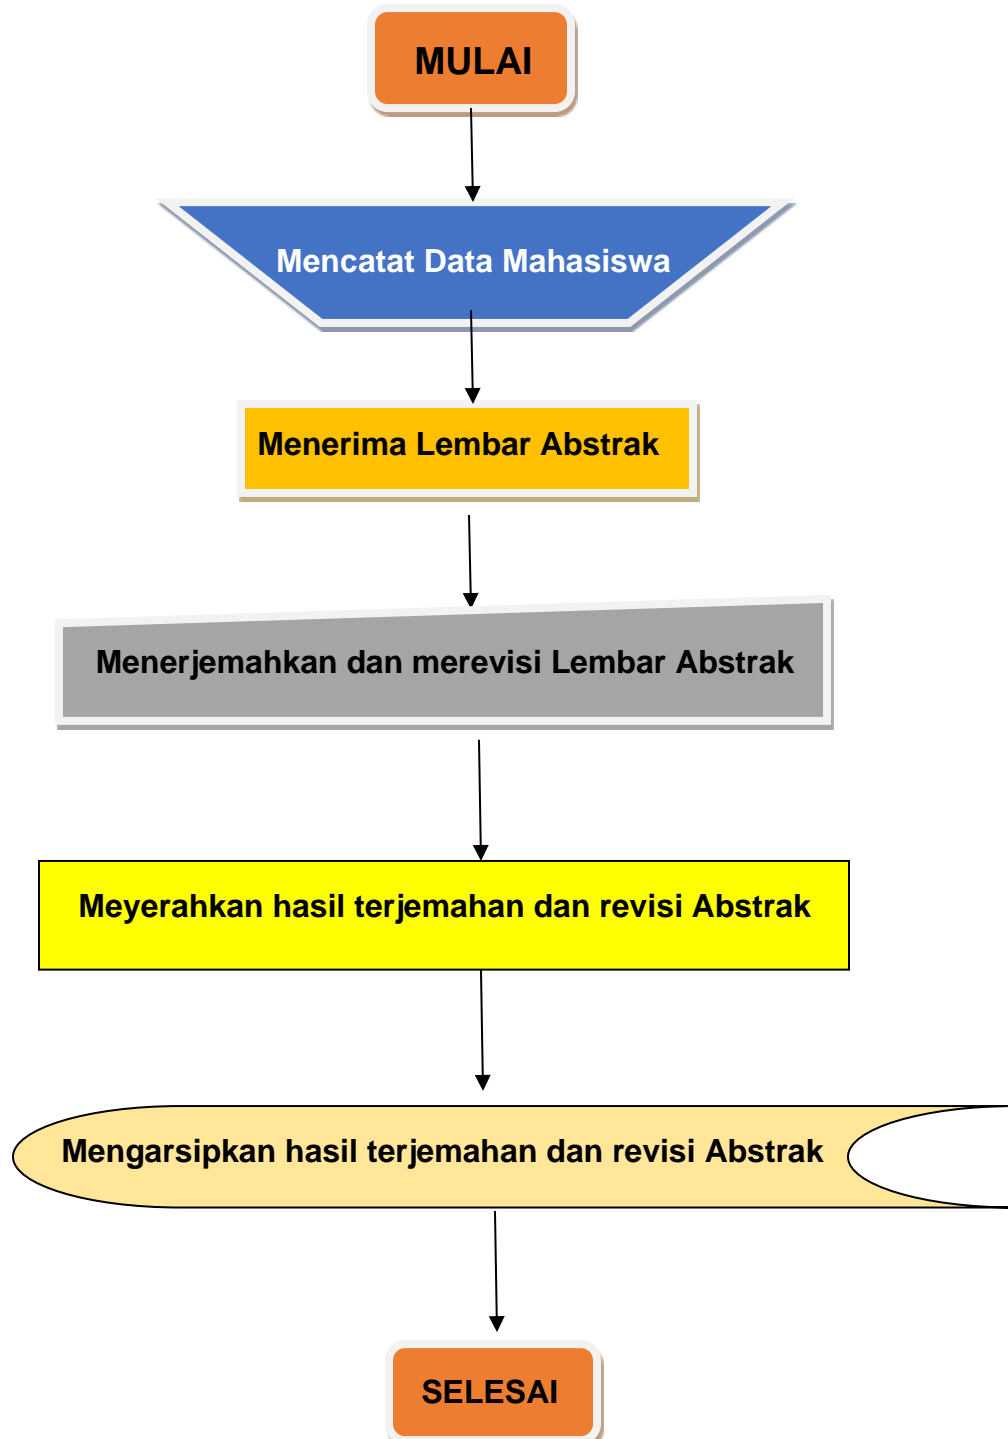 MULAI
Mencatat Data Mahasiswa
Menerima Lembar Abstrak
Menerjemahkan dan merevisi Lembar Abstrak
Meyerahkan hasil terjemahan dan revisi Abstrak
Mengarsipkan hasil terjemahan dan revisi Abstrak
SELESAI